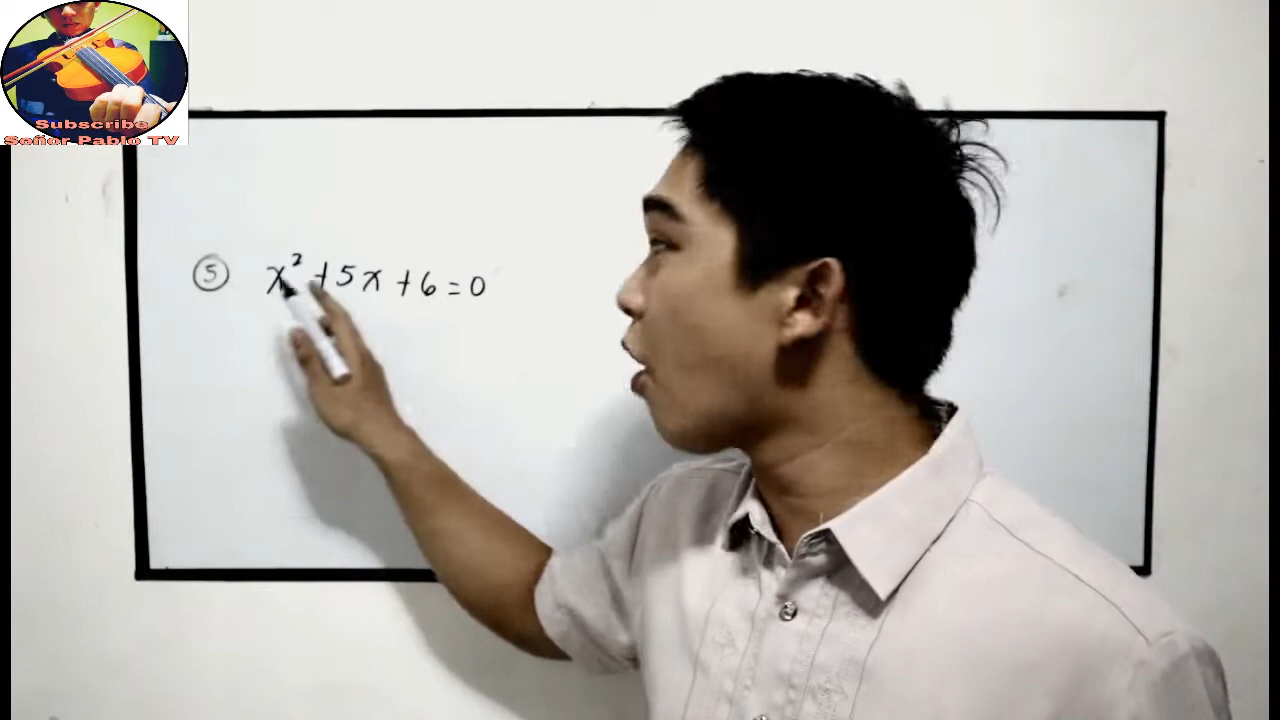 Subscribe
Señor Pablo TV
⑤ x² + 5x + 6 = 0